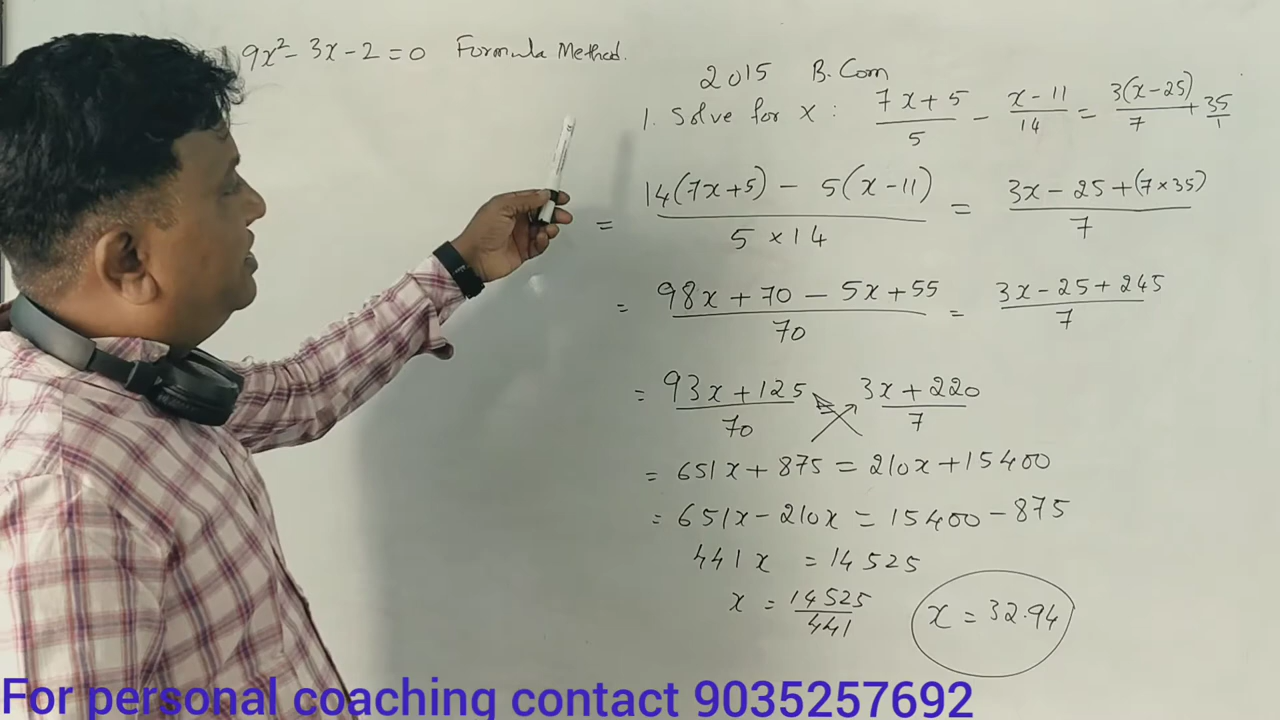 9x² - 3x - 2 = 0 Formula Method.
2015 B.Com
1. Solve for x : (7x + 5)/5 - (x - 11)/14 = 3(x - 25)/7 + 35/1
= (14(7x+5) - 5(x - 11))/(5 × 14) = (3x - 25 + (7 × 35))/7
= (98x + 70 - 5x + 55)/70 = (3x - 25 + 245)/7
= (93x + 125)/70 (3x + 220)/7
= 651x + 875 = 210x + 15400
= 651x - 210x = 15400 - 875
441x = 14525
x = 14525/441
x = 32.94
For personal coaching contact 9035257692